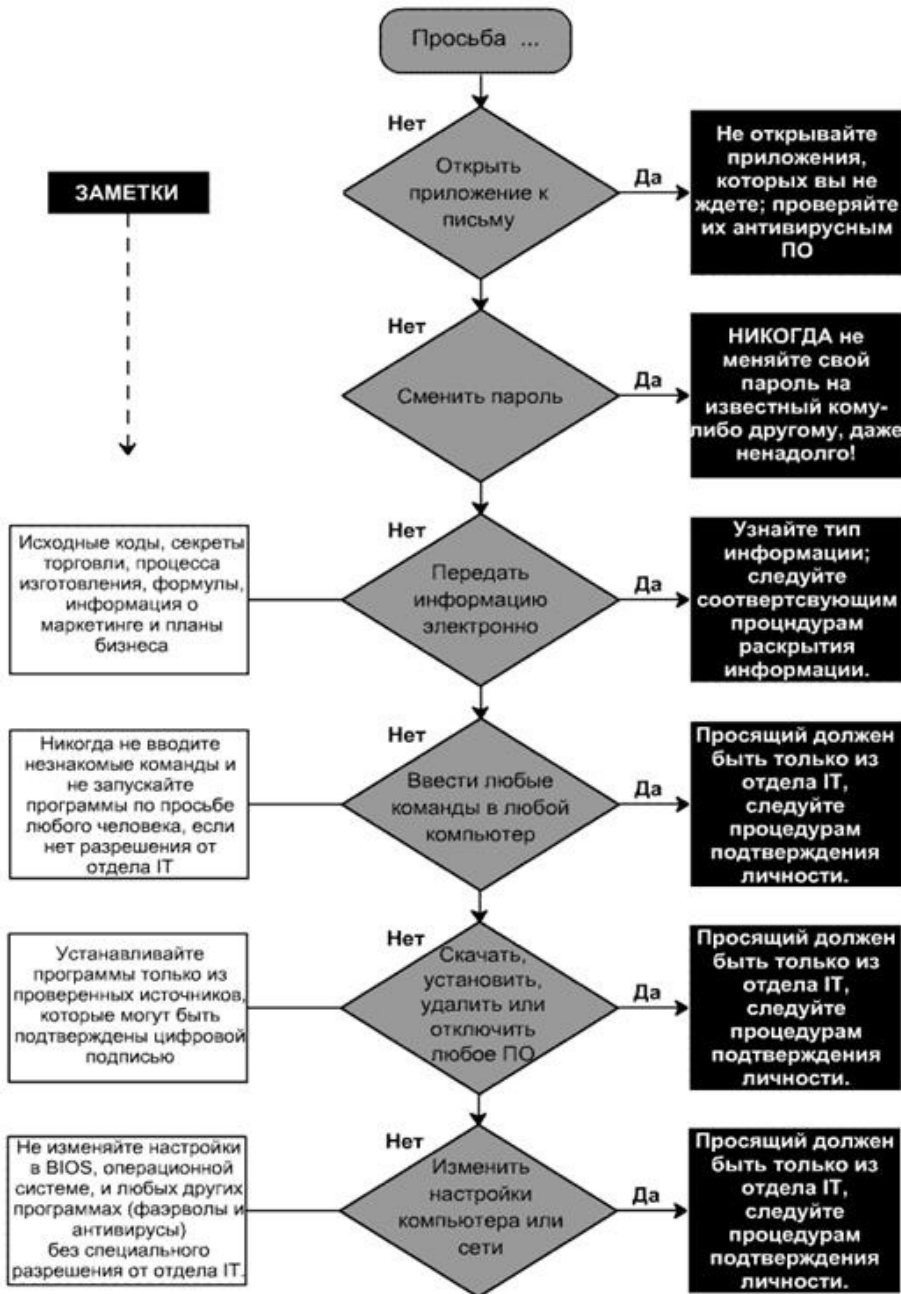 Просьба ...
Нет
Открыть
приложение к
письму
Да
Не открывайте
приложения,
которых вы не
ждете; проверяйте
их антивирусным
ПО
ЗАМЕТКИ
Нет
Сменить пароль
Да
НИКОГДА не
меняйте свой
пароль на
известный кому-
либо другому, даже
ненадолго!
Исходные коды, секреты
торговли, процесса
изготовления, формулы,
информация о
маркетинге и планы
бизнеса
Нет
Передать
информацию
электронно
Да
Узнайте тип
информации;
следуйте
соотвертсвующим
процндурам
раскрытия
информации.
Никогда не вводите
незнакомые команды и
не запускайте
программы по просьбе
любого человека, если
нет разрешения от
отдела IT
Нет
Ввести любые
команды в любой
компьютер
Да
Просящий должен
быть только из
отдела IT,
следуйте
процедурам
подтверждения
личности.
Устанавливайте
программы только из
проверенных источников,
которые могут быть
подтверждены цифровой
подписью
Нет
Скачать,
установить,
удалить или
отключить
любое ПО
Да
Просящий должен
быть только из
отдела IT,
следуйте
процедурам
подтверждения
личности.
Не изменяйте настройки
в BIOS, операционной
системе, и любых других
программах (фаэрволы и
антивирусы)
без специального
разрешения от отдела IT.
Нет
Изменить
настройки
компьютера или
сети
Да
Просящий должен
быть только из
отдела IT,
следуйте
процедурам
подтверждения
личности.